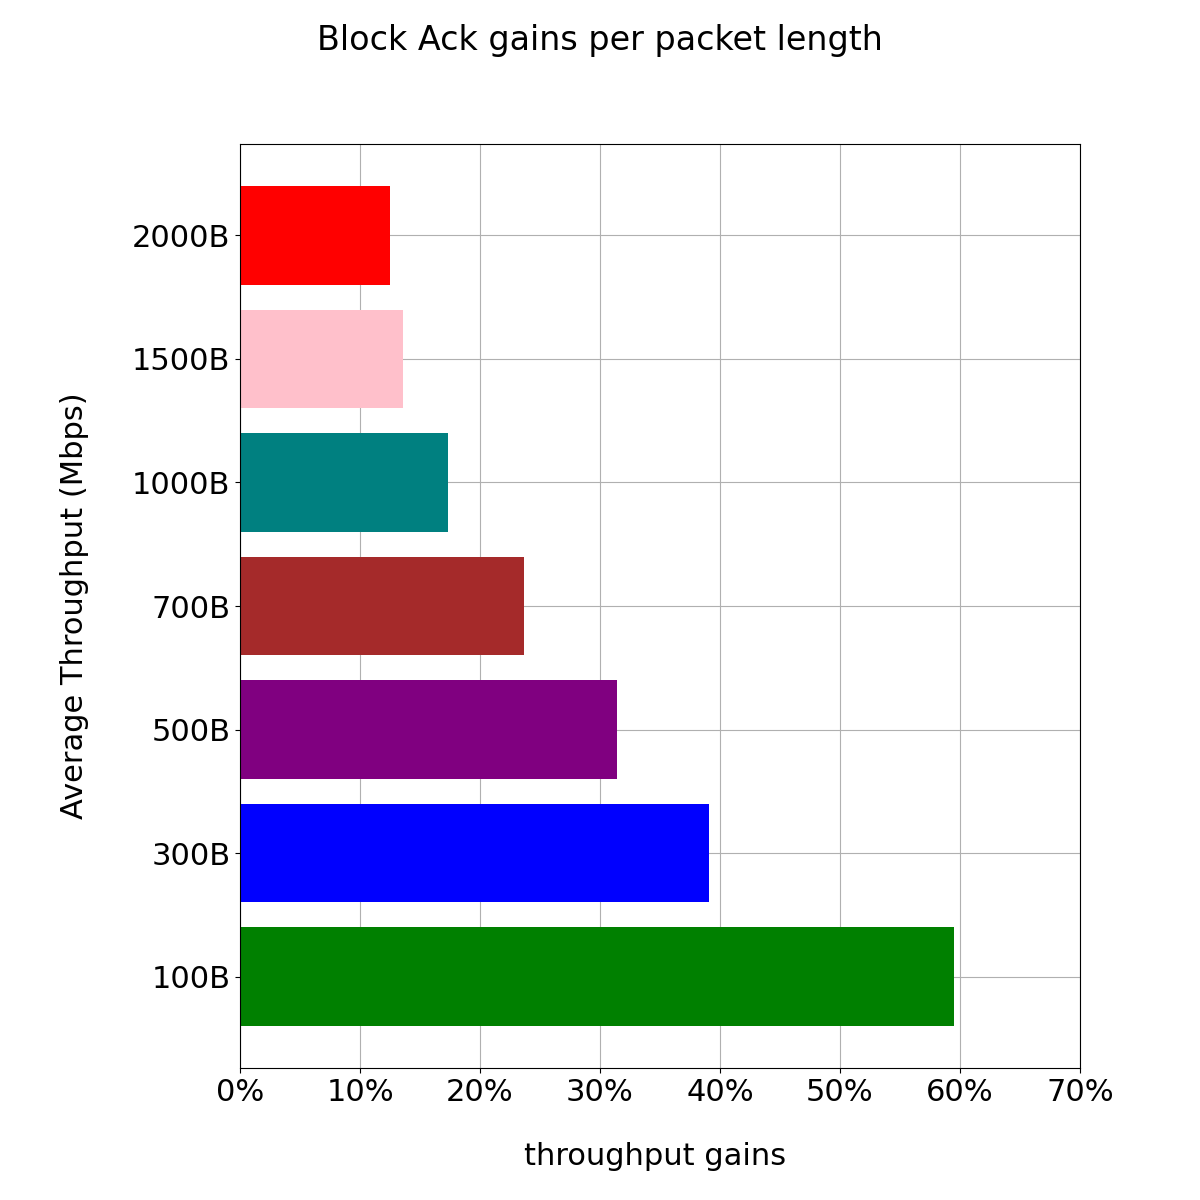 Block Ack gains per packet length
2000B
1500B
1000B
700B
500B
300B
100B
Average Throughput (Mbps)
0% 10% 20% 30% 40% 50% 60% 70%
throughput gains